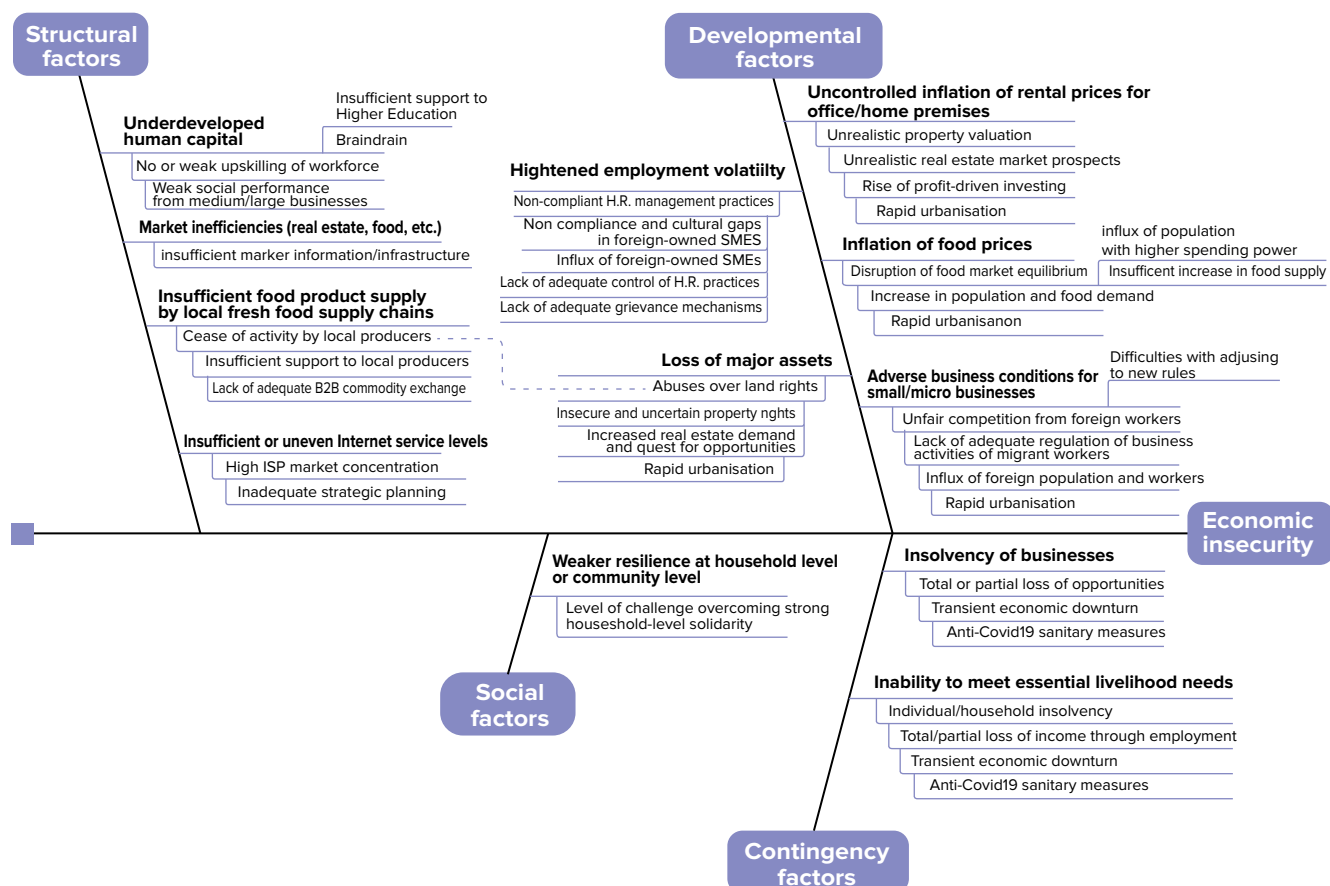 Structural
factors
Underdeveloped
human capital
Insufficient support to
Higher Education
Braindrain
No or weak upskilling of workforce
Weak social performance
from medium/large businesses
Market inefficiencies (real estate, food, etc.)
insufficient marker information/infrastructure
Insufficient food product supply
by local fresh food supply chains
Cease of activity by local producers
Insufficient support to local producers
Lack of adequate B2B commodity exchange
Insufficient or uneven Internet service levels
High ISP market concentration
Inadequate strategic planning
Developmental
factors
Hightened employment volatiilty
Non-compliant H.R. management practices
Non compliance and cultural gaps
in foreign-owned SMES
Influx of foreign-owned SMEs
Lack of adequate control of H.R. practices
Lack of adequate grievance mechanisms
Loss of major assets
Abuses over land rights
Insecure and uncertain property nghts
Increased real estate demand
and quest for opportunities
Rapid urbanisation
Uncontrolled inflation of rental prices for
office/home premises
Unrealistic property valuation
Unrealistic real estate market prospects
Rise of profit-driven investing
Rapid urbanisation
Inflation of food prices
influx of population
with higher spending power
Disruption of food market equilibrium
Insufficent increase in food supply
Increase in population and food demand
Rapid urbanisanon
Adverse business conditions for
small/micro businesses
Difficulties with adjusing
to new rules
Unfair competition from foreign workers
Lack of adequate regulation of business
activities of migrant workers
Influx of foreign population and workers
Rapid urbanisation
Economic
insecurity
Weaker resilience at household level
or community level
Level of challenge overcoming strong
houseshold-level solidarity
Social
factors
Insolvency of businesses
Total or partial loss of opportunities
Transient economic downturn
Anti-Covid19 sanitary measures
Inability to meet essential livelihood needs
Individual/household insolvency
Total/partial loss of income through employment
Transient economic downturn
Anti-Covid19 sanitary measures
Contingency
factors